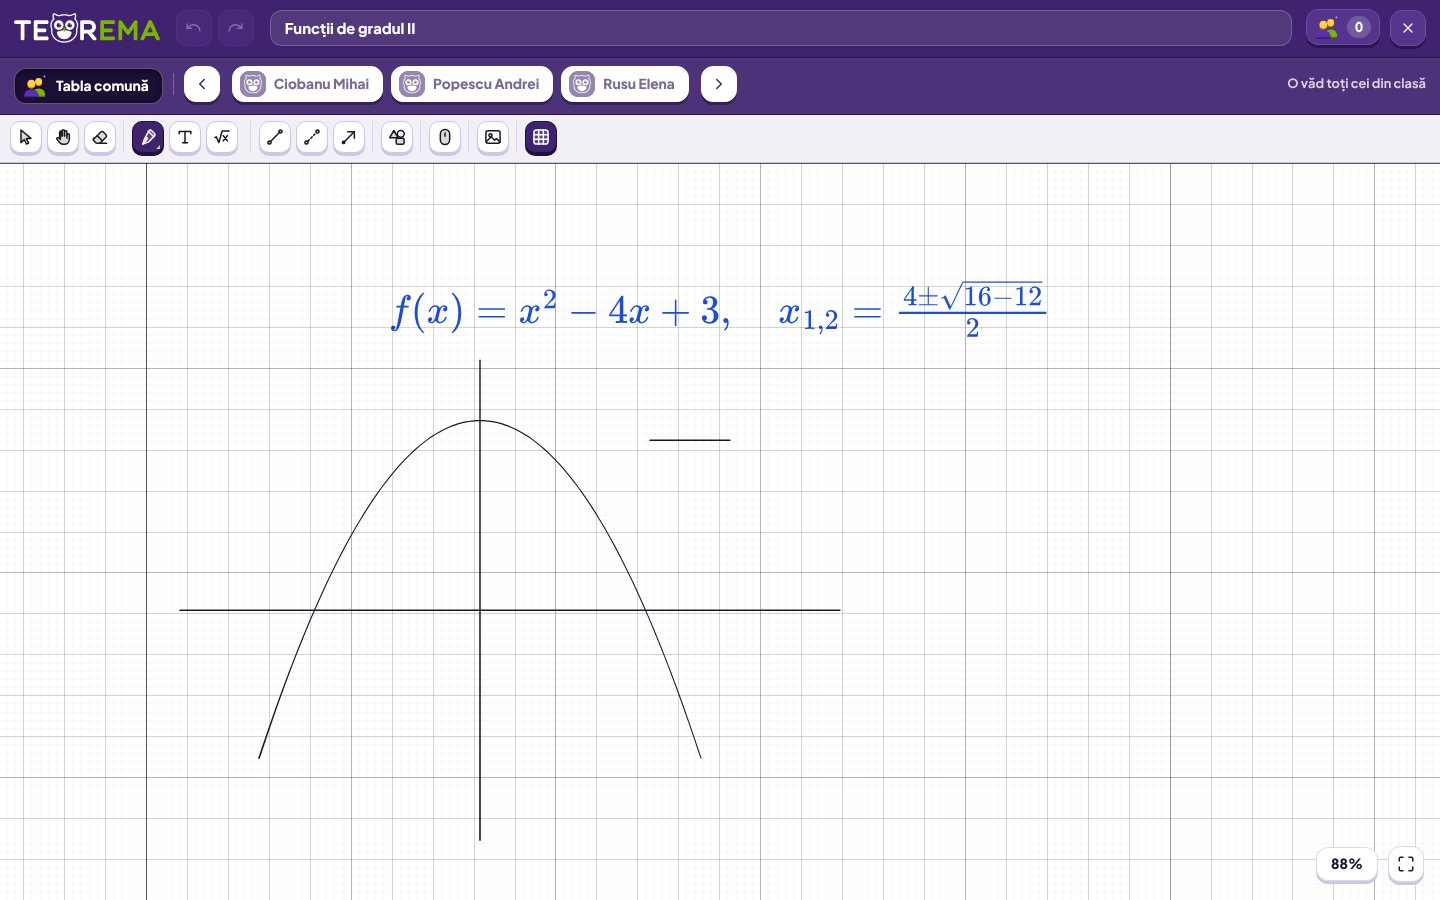 TEOREMA
Funcții de gradul II
0
Tabla comună
Ciobanu Mihai
Popescu Andrei
Rusu Elena
O văd toți cei din clasă
T
√x
f(x) = x² − 4x + 3, x₁,₂ = (4±√(16−12))/2
88%